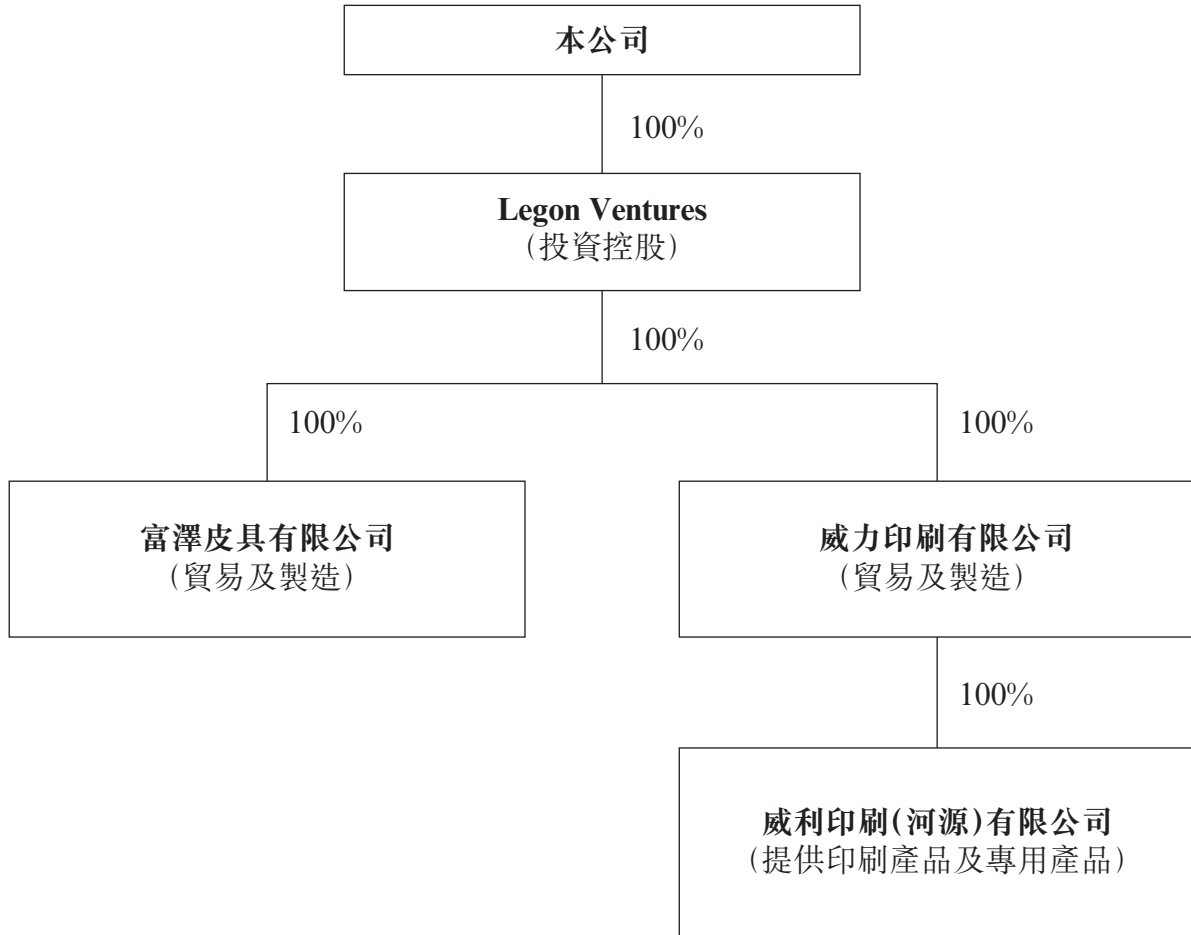 本公司
100%
Legon Ventures
(投資控股)
100%
100%
100%
富澤皮具有限公司
(貿易及製造)
威力印刷有限公司
(貿易及製造)
100%
威利印刷(河源)有限公司
(提供印刷產品及專用產品)